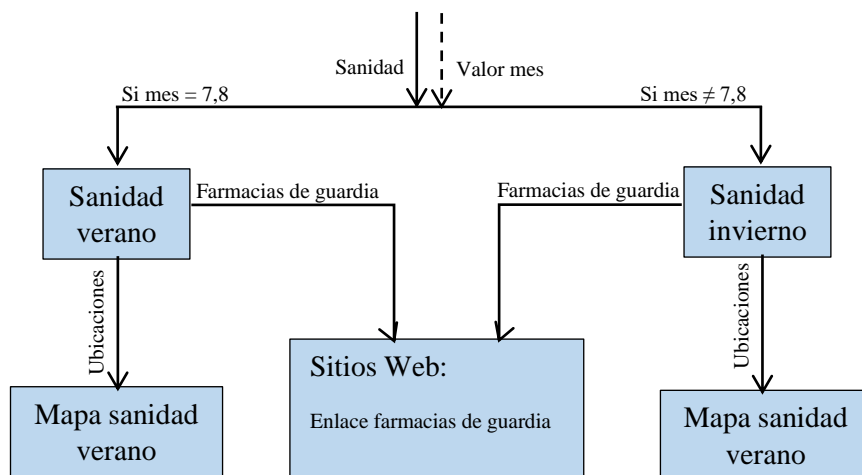 Sanidad
Valor mes
Si mes = 7,8
Si mes ≠ 7,8
Sanidad
verano
Farmacias de guardia
Farmacias de guardia
Sanidad
invierno
Ubicaciones
Ubicaciones
Sitios Web:
Enlace farmacias de guardia
Mapa sanidad
verano
Mapa sanidad
verano